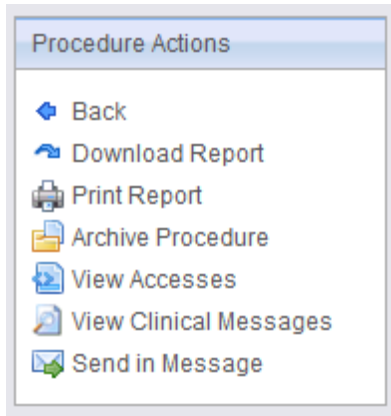 Procedure Actions
Back
Download Report
Print Report
Archive Procedure
View Accesses
View Clinical Messages
Send in Message